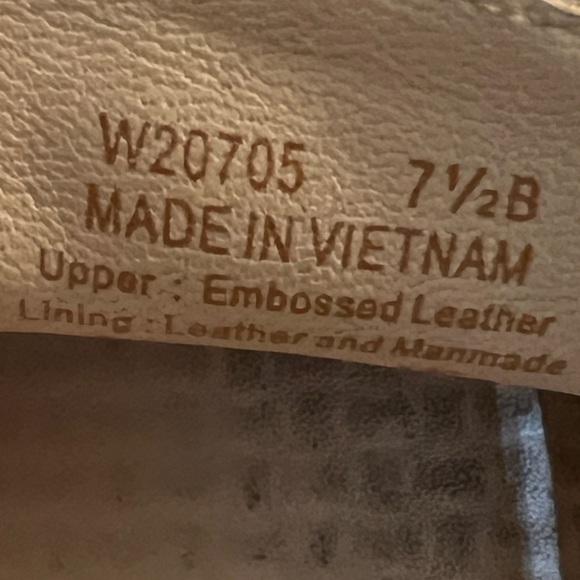 W20705 7½B
MADE IN VIETNAM
Upper : Embossed Leather
Lining : Leather and Manmade